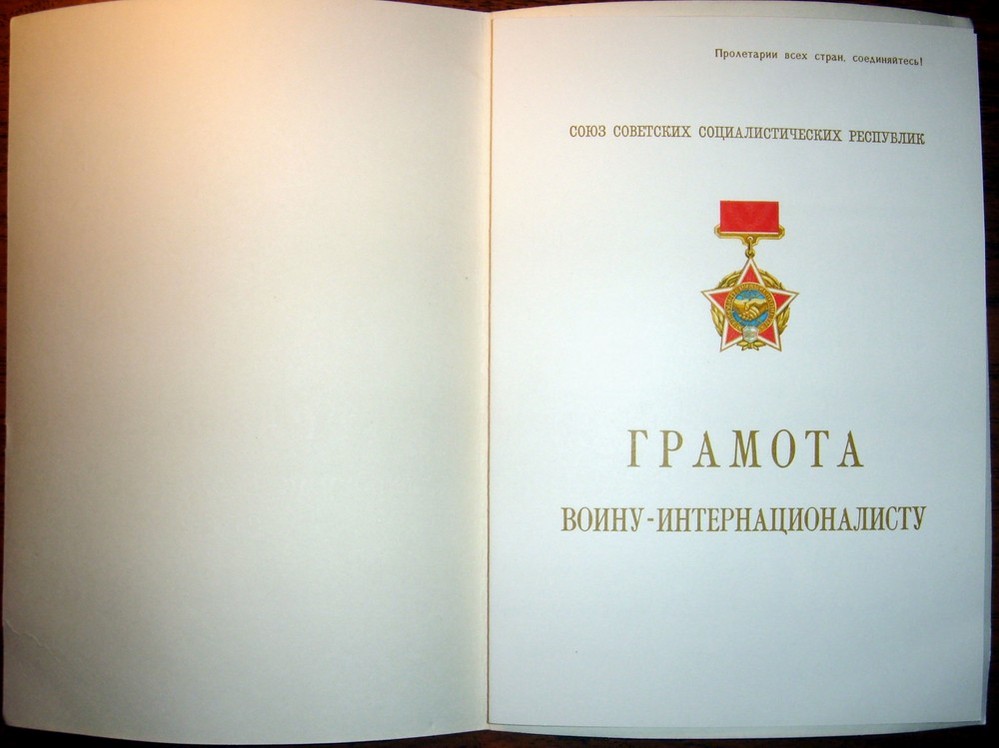 Пролетарии всех стран, соединяйтесь!
СОЮЗ СОВЕТСКИХ СОЦИАЛИСТИЧЕСКИХ РЕСПУБЛИК
ГРАМОТА
ВОИНУ-ИНТЕРНАЦИОНАЛИСТУ